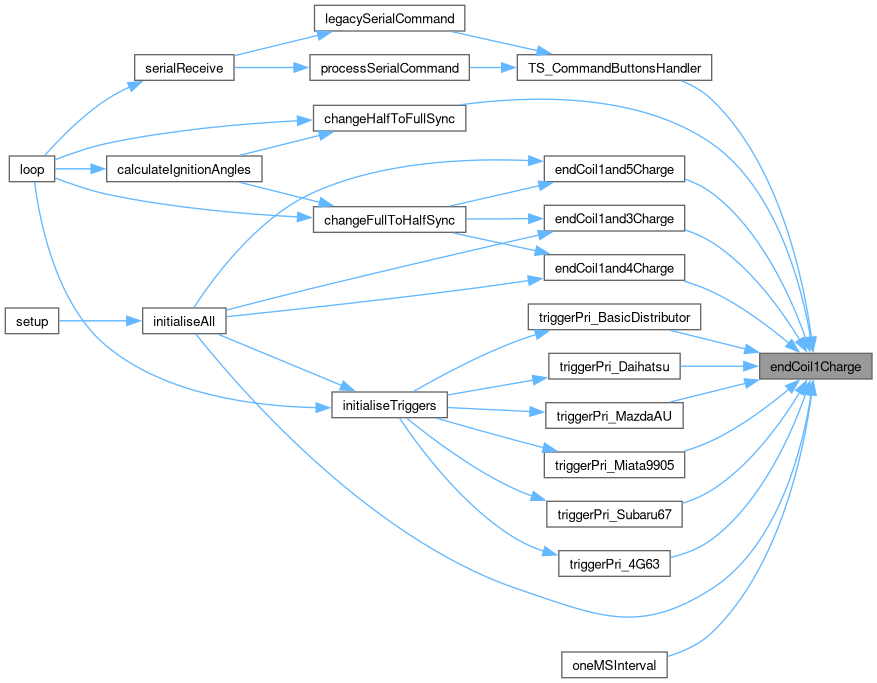 legacySerialCommand
serialReceive
processSerialCommand
TS_CommandButtonsHandler
changeHalfToFullSync
loop
calculateIgnitionAngles
endCoil1and5Charge
changeFullToHalfSync
endCoil1and3Charge
endCoil1and4Charge
setup
initialiseAll
triggerPri_BasicDistributor
triggerPri_Daihatsu
endCoil1Charge
initialiseTriggers
triggerPri_MazdaAU
triggerPri_Miata9905
triggerPri_Subaru67
triggerPri_4G63
oneMSInterval